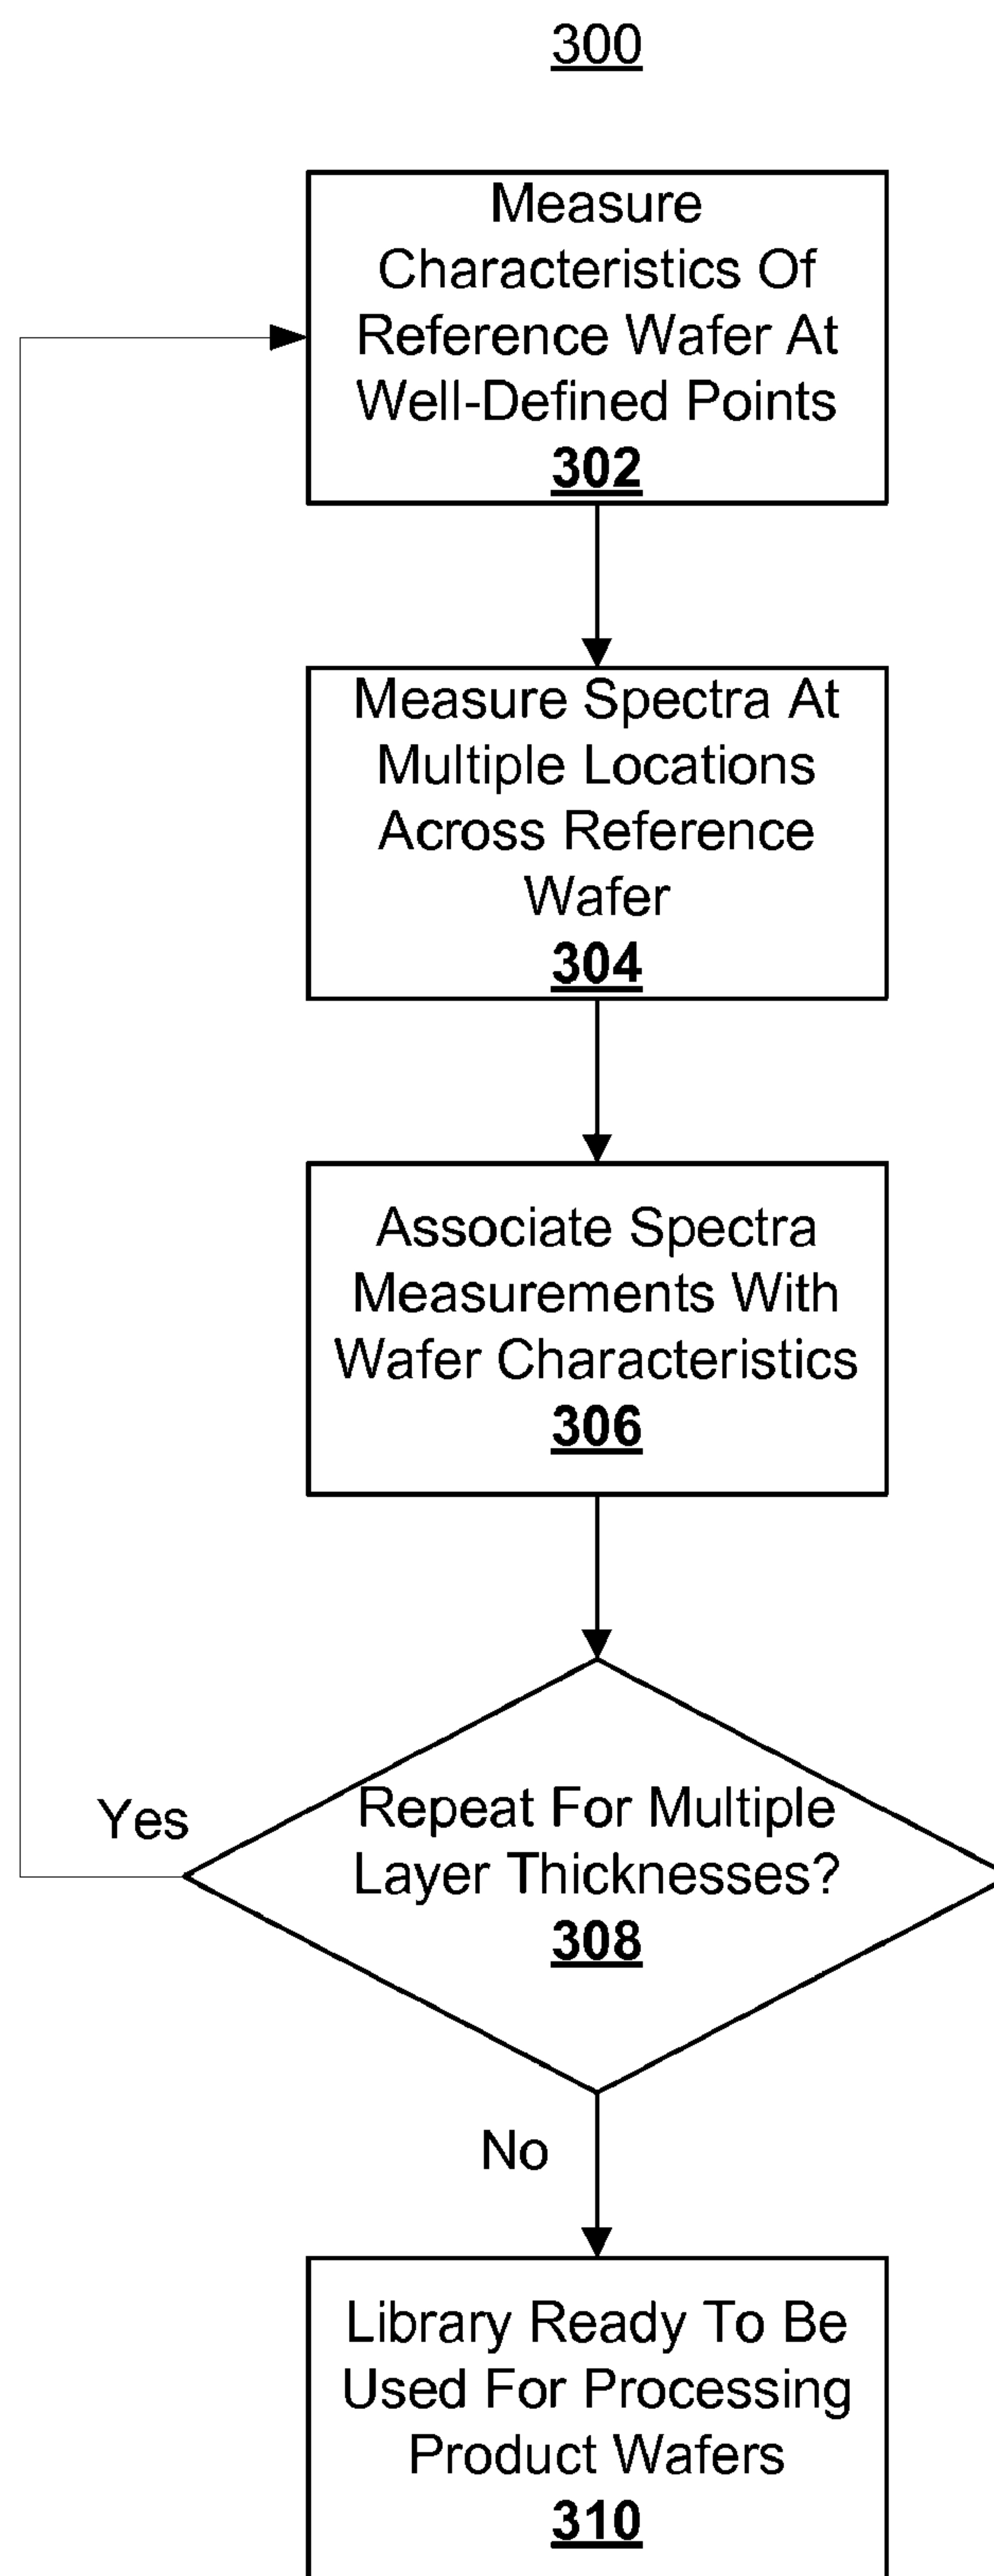 300
Measure
Characteristics Of
Reference Wafer At
Well-Defined Points
302
Measure Spectra At
Multiple Locations
Across Reference
Wafer
304
Associate Spectra
Measurements With
Wafer Characteristics
306
Yes
Repeat For Multiple
Layer Thicknesses?
308
No
Library Ready To Be
Used For Processing
Product Wafers
310